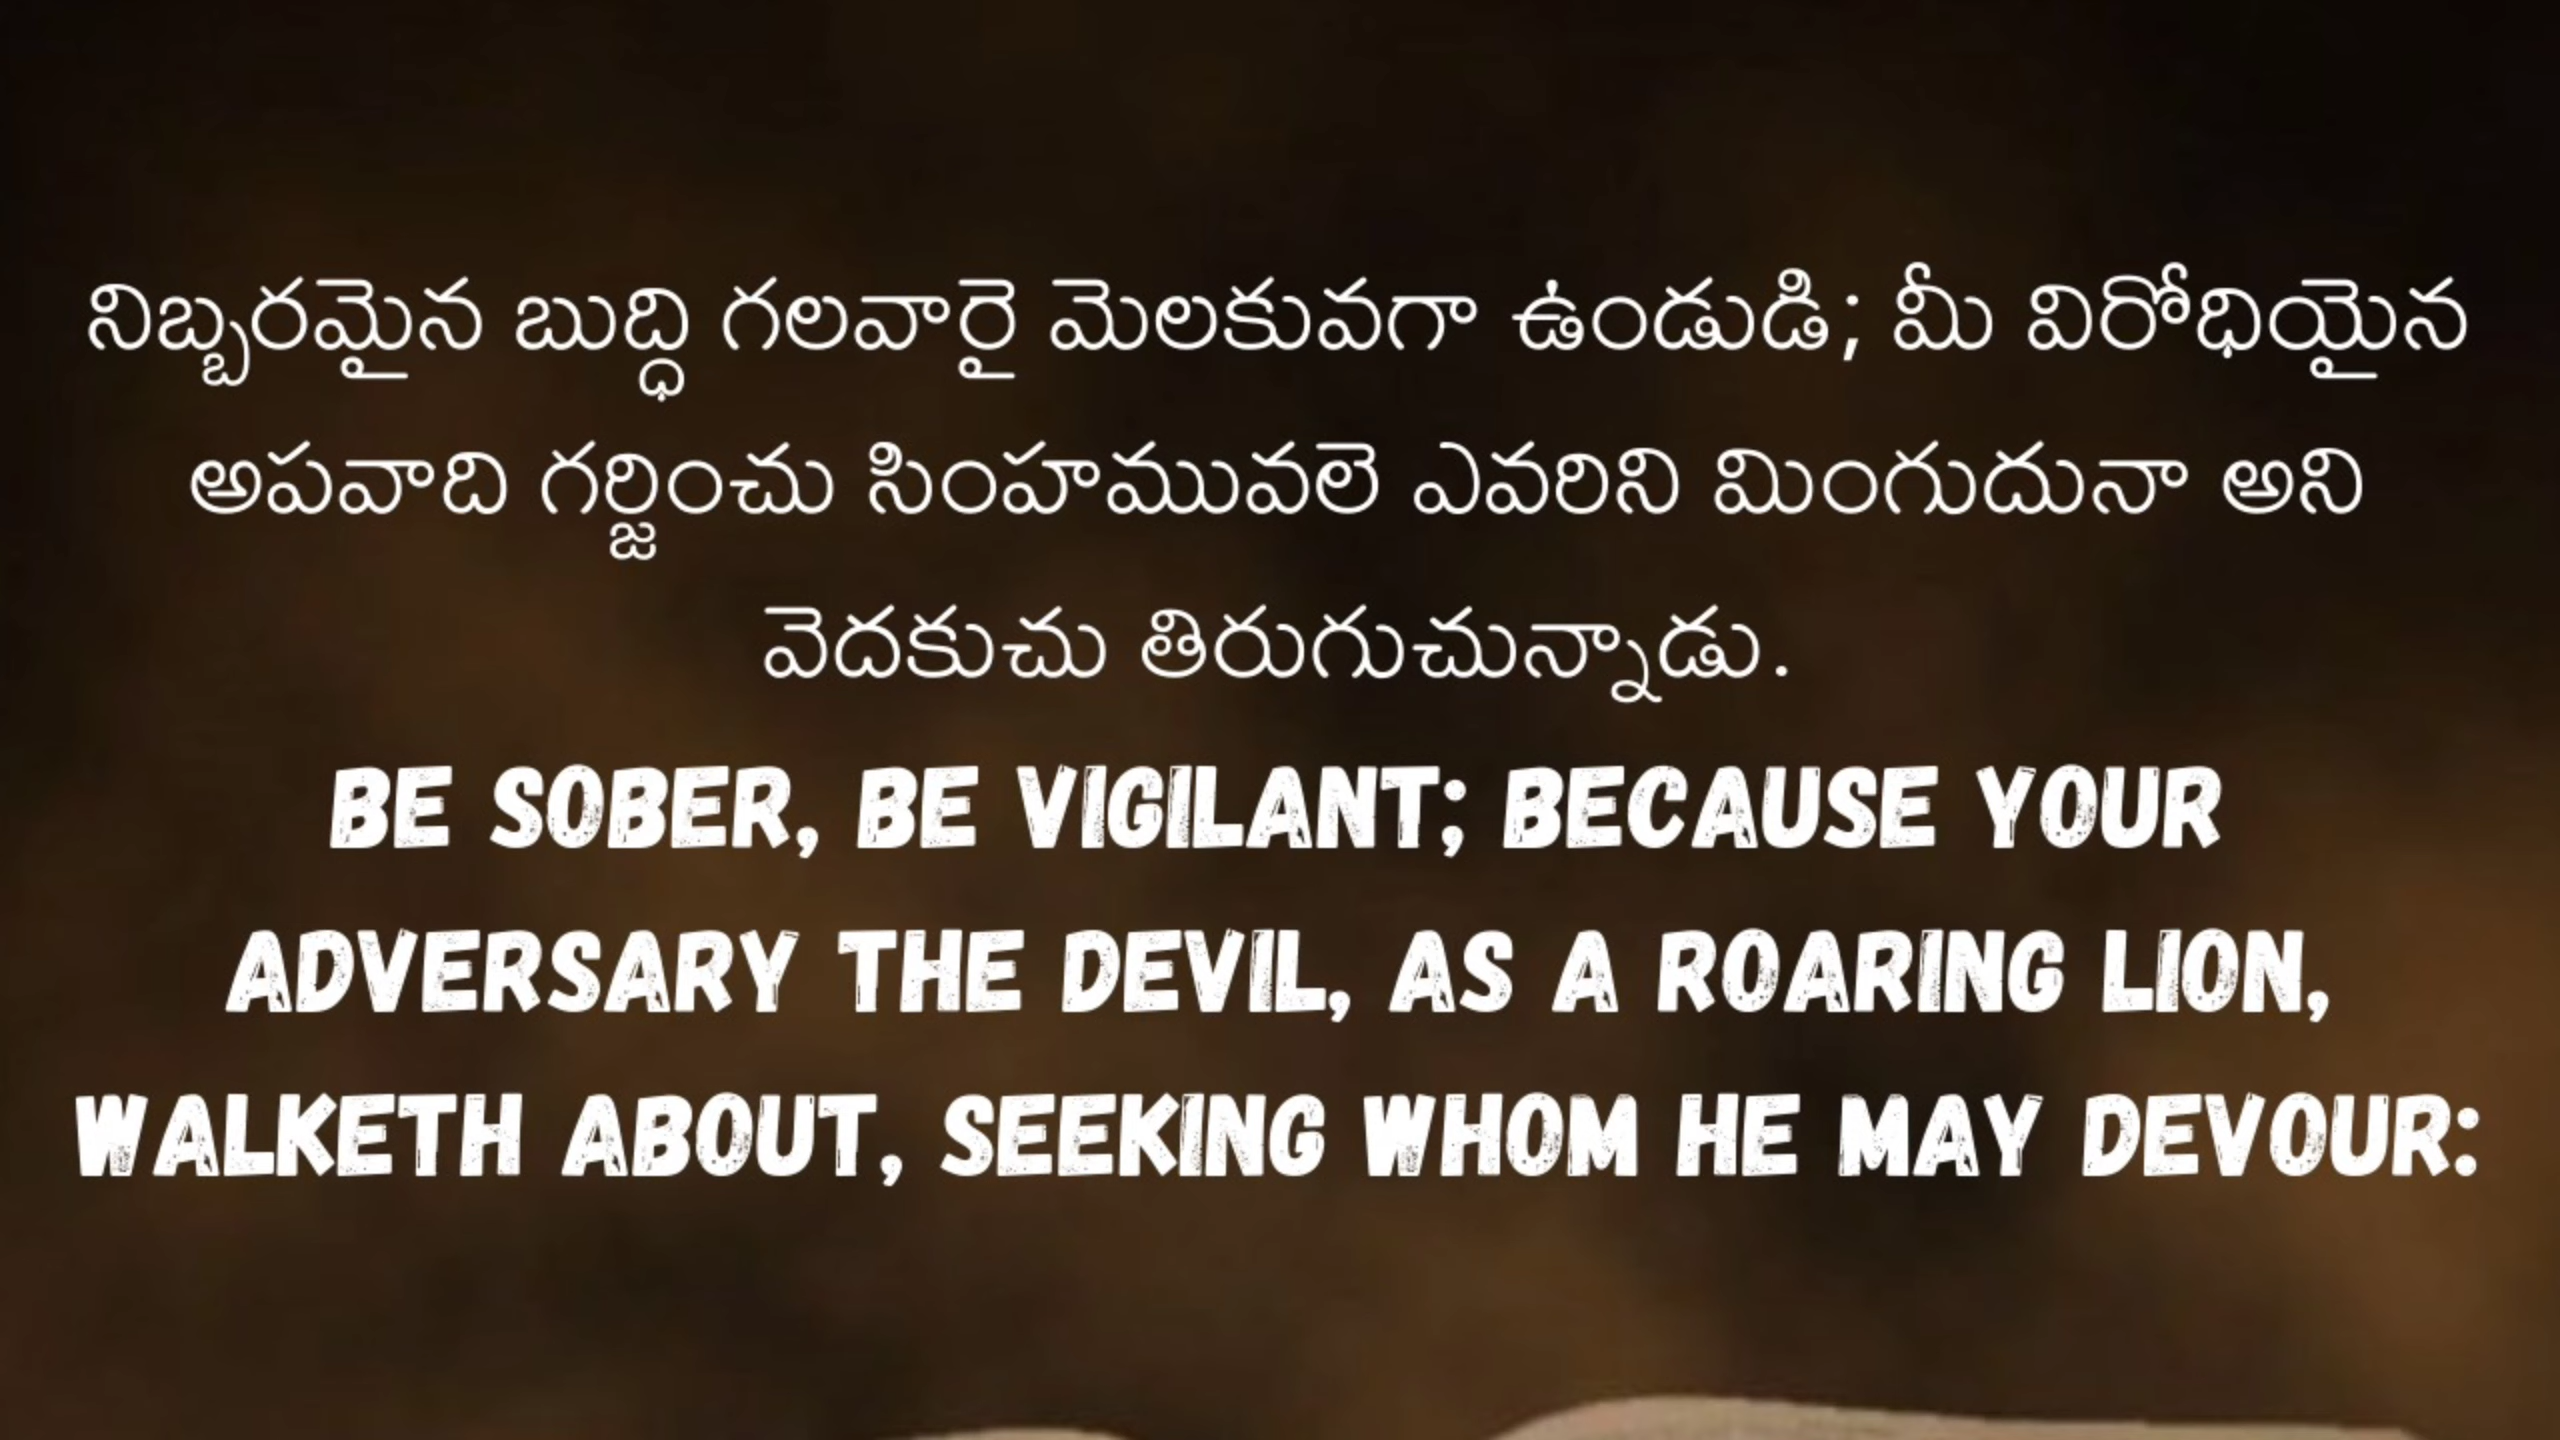 నిబ్బరమైన బుద్ధి గలవారై మెలకువగా ఉండుడి; మీ విరోధియైన
అపవాది గర్జించు సింహమువలె ఎవరిని మింగుదునా అని
వెదకుచు తిరుగుచున్నాడు.
BE SOBER, BE VIGILANT; BECAUSE YOUR
ADVERSARY THE DEVIL, AS A ROARING LION,
WALKETH ABOUT, SEEKING WHOM HE MAY DEVOUR: